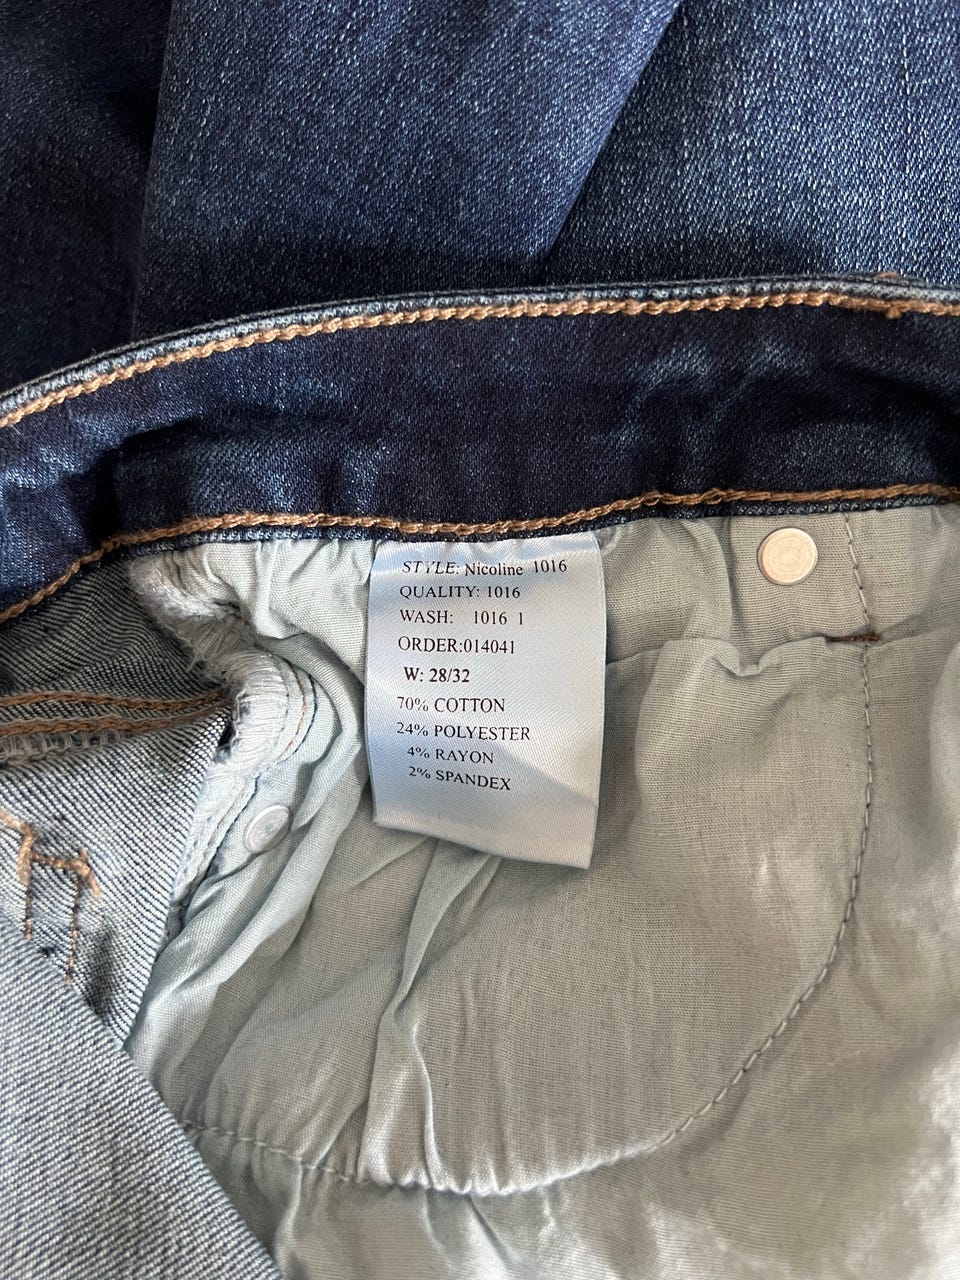 STYLE: Nicoline 1016
QUALITY: 1016
WASH: 1016 1
ORDER:014041
W: 28/32
70% COTTON
24% POLYESTER
4% RAYON
2% SPANDEX